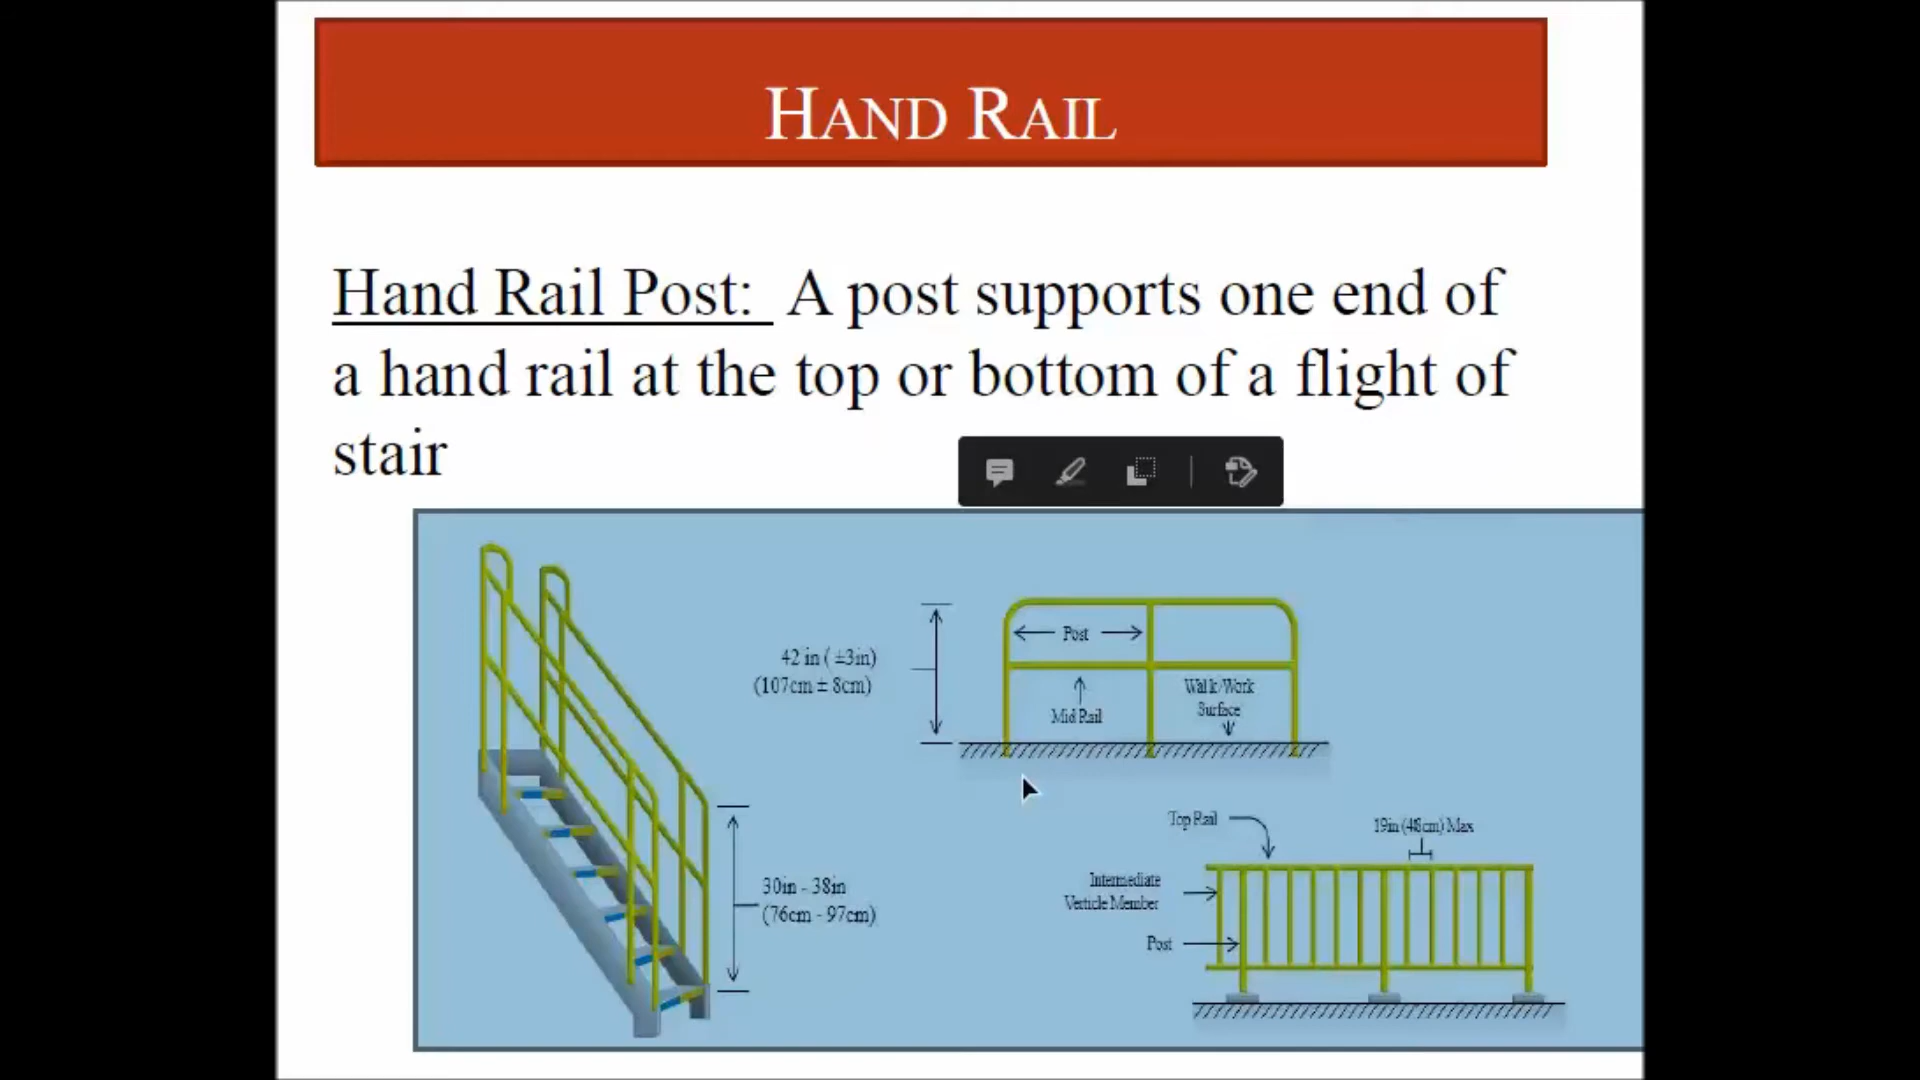 HAND RAIL
Hand Rail Post: A post supports one end of
a hand rail at the top or bottom of a flight of
stair
42 in ( ±3in)
(107cm ± 8cm)
Post
Mid Rail
Walk/Work
Surface
30in - 38in
(76cm - 97cm)
Top Rail
19in (48cm) Max
Intermediate
Verticle Member
Post